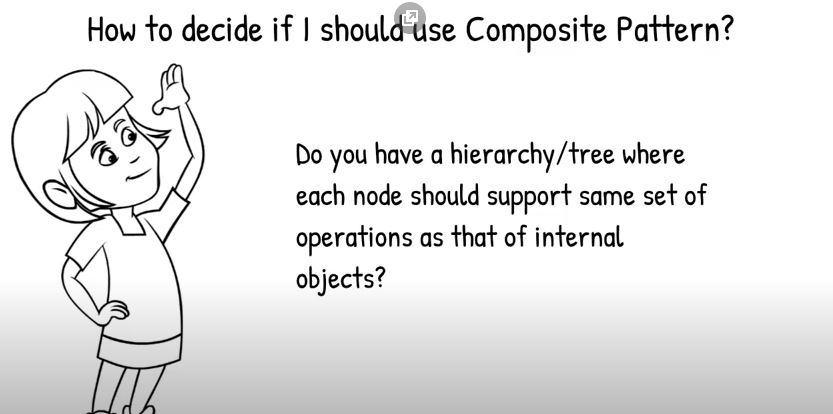 How to decide if I should use Composite Pattern?
Do you have a hierarchy/tree where
each node should support same set of
operations as that of internal
objects?